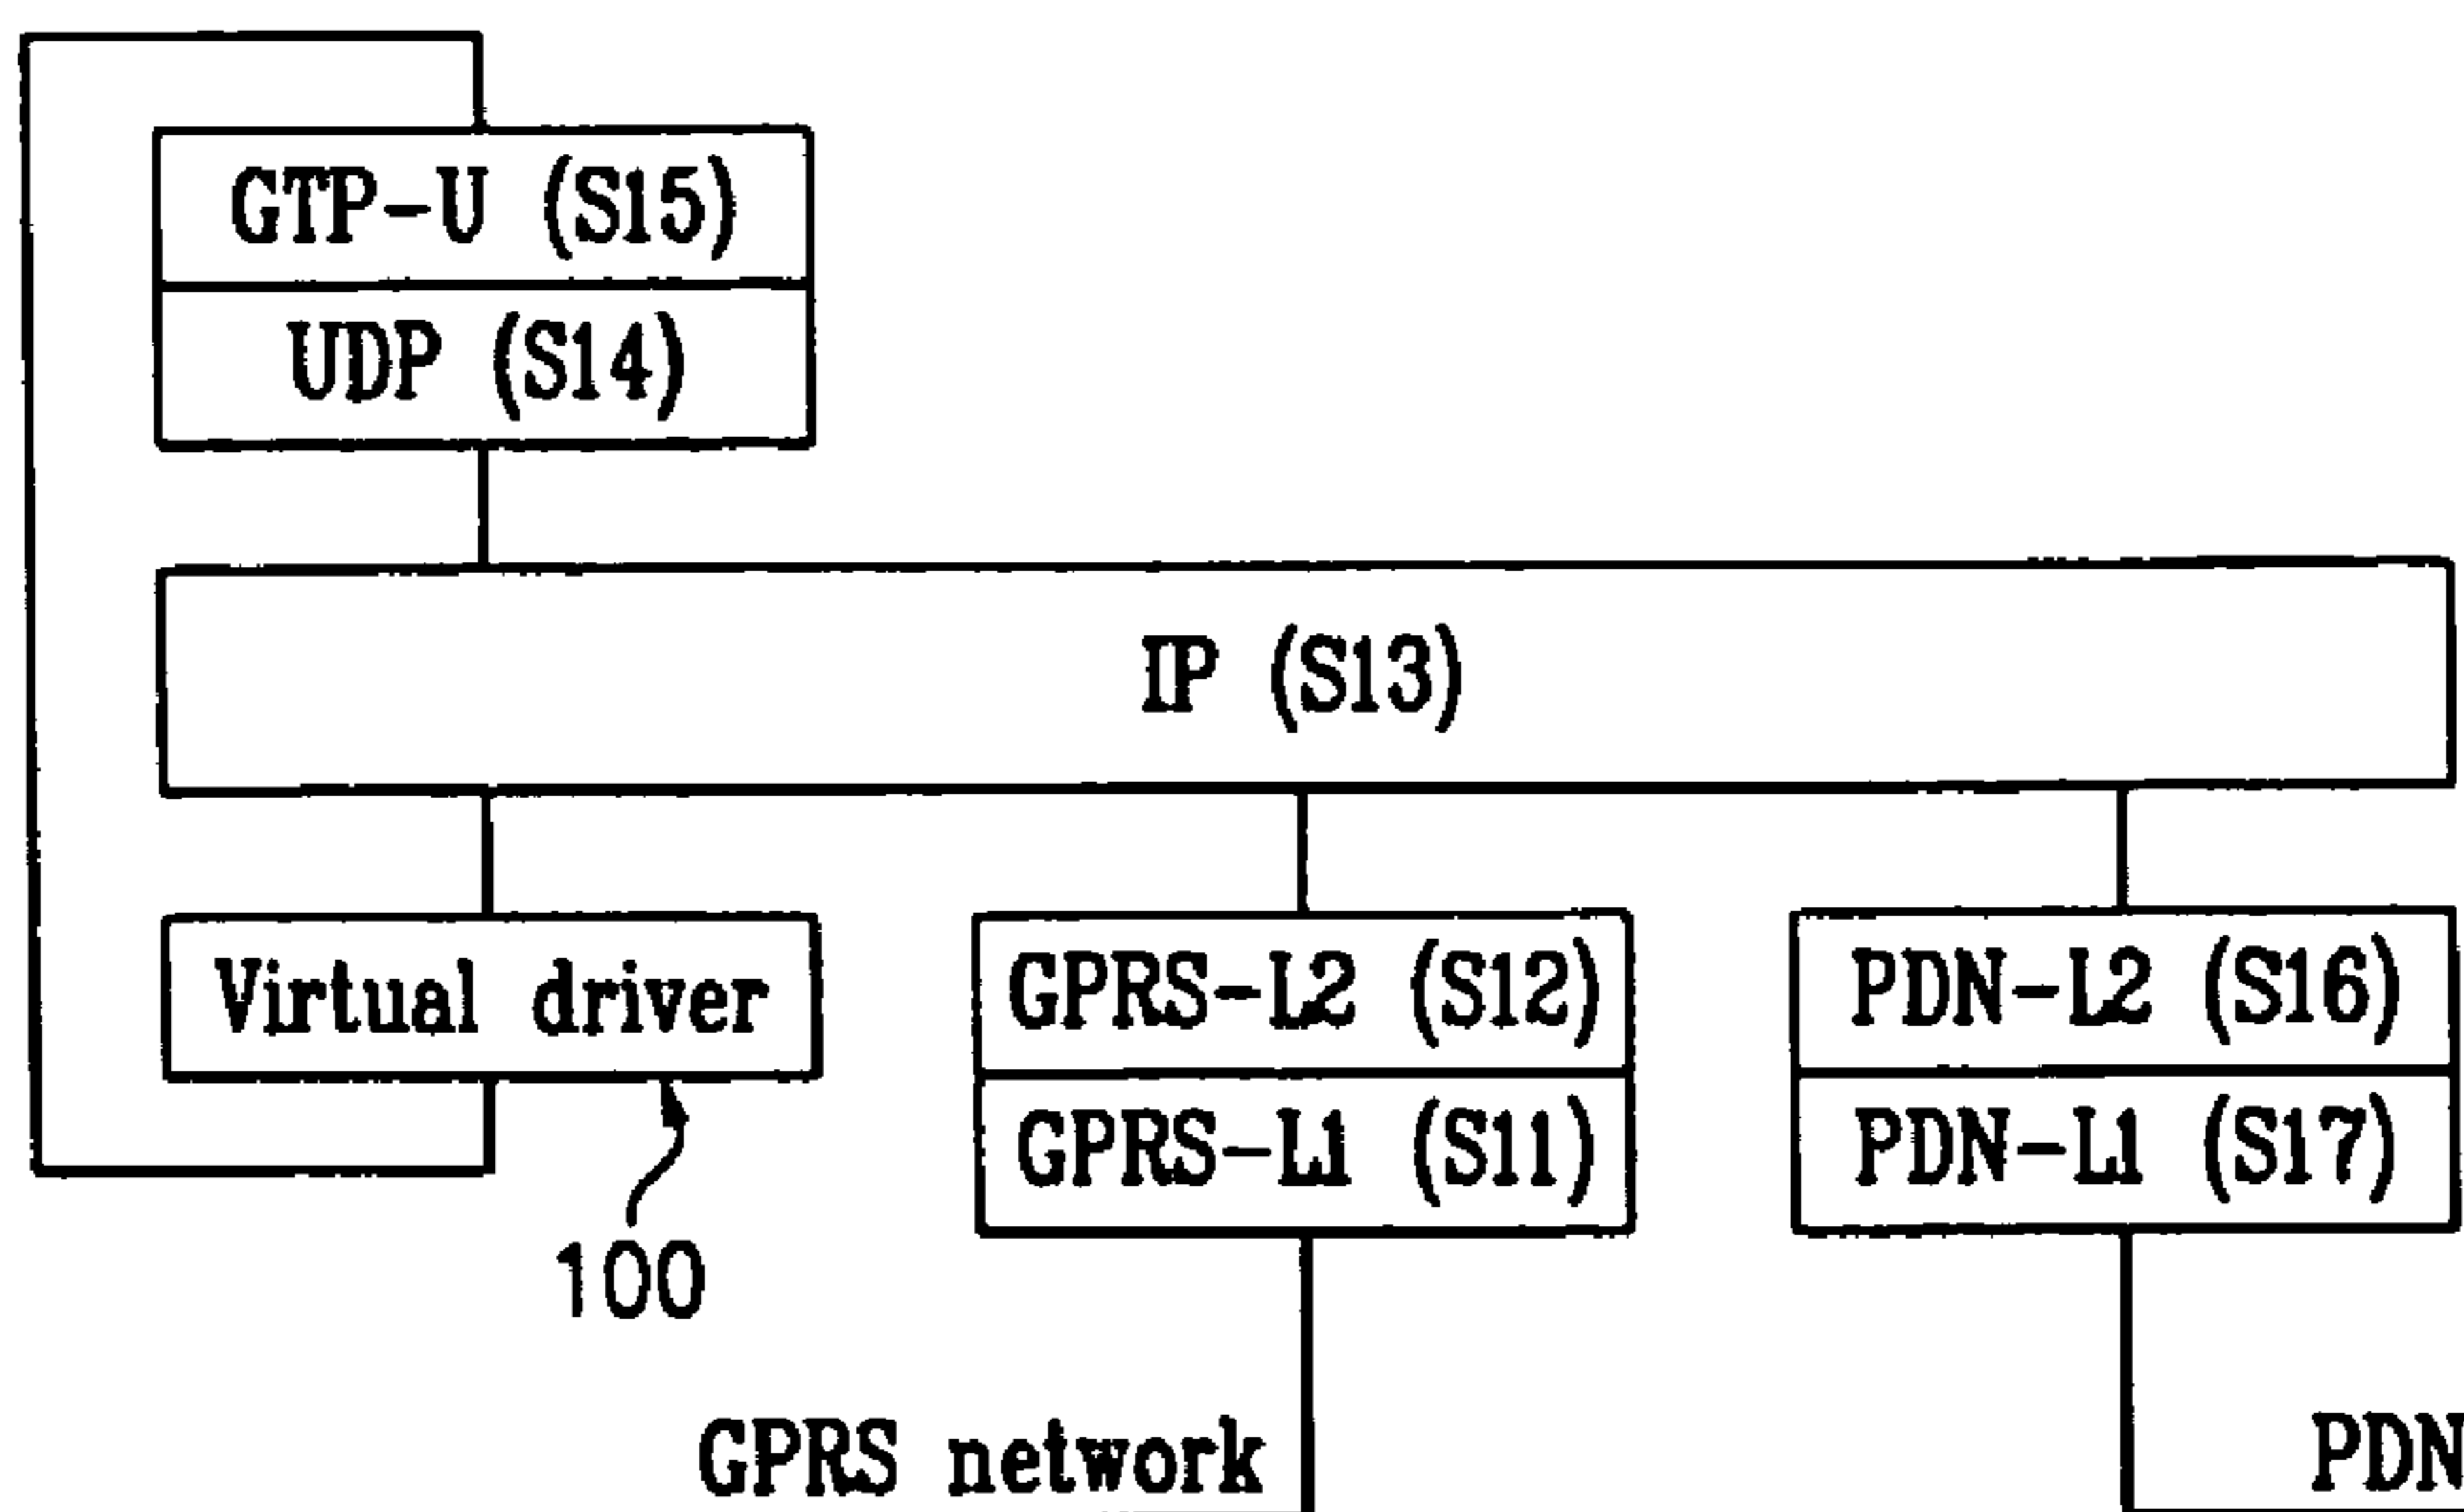 GTP-U (S15)
UDP (S14)
IP (S13)
Virtual driver
GPRS-L2 (S12)
PDN-L2 (S16)
GPRS-L1 (S11)
PDN-L1 (S17)
100
GPRS network
PDN